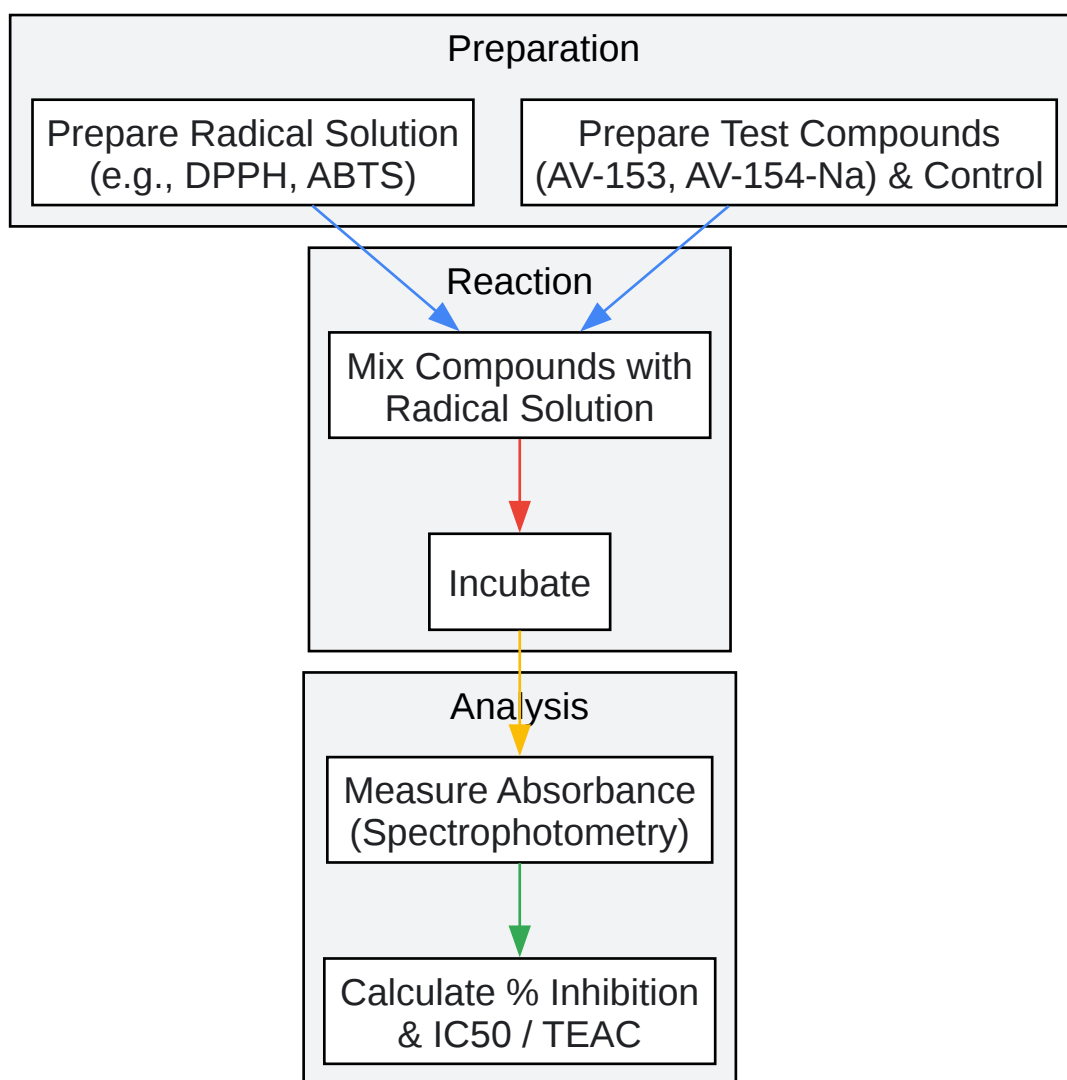 Preparation
Prepare Radical Solution
(e.g., DPPH, ABTS)
Prepare Test Compounds
(AV-153, AV-154-Na) & Control
Reaction
Mix Compounds with
Radical Solution
Incubate
Analysis
Measure Absorbance
(Spectrophotometry)
Calculate % Inhibition
& IC50 / TEAC